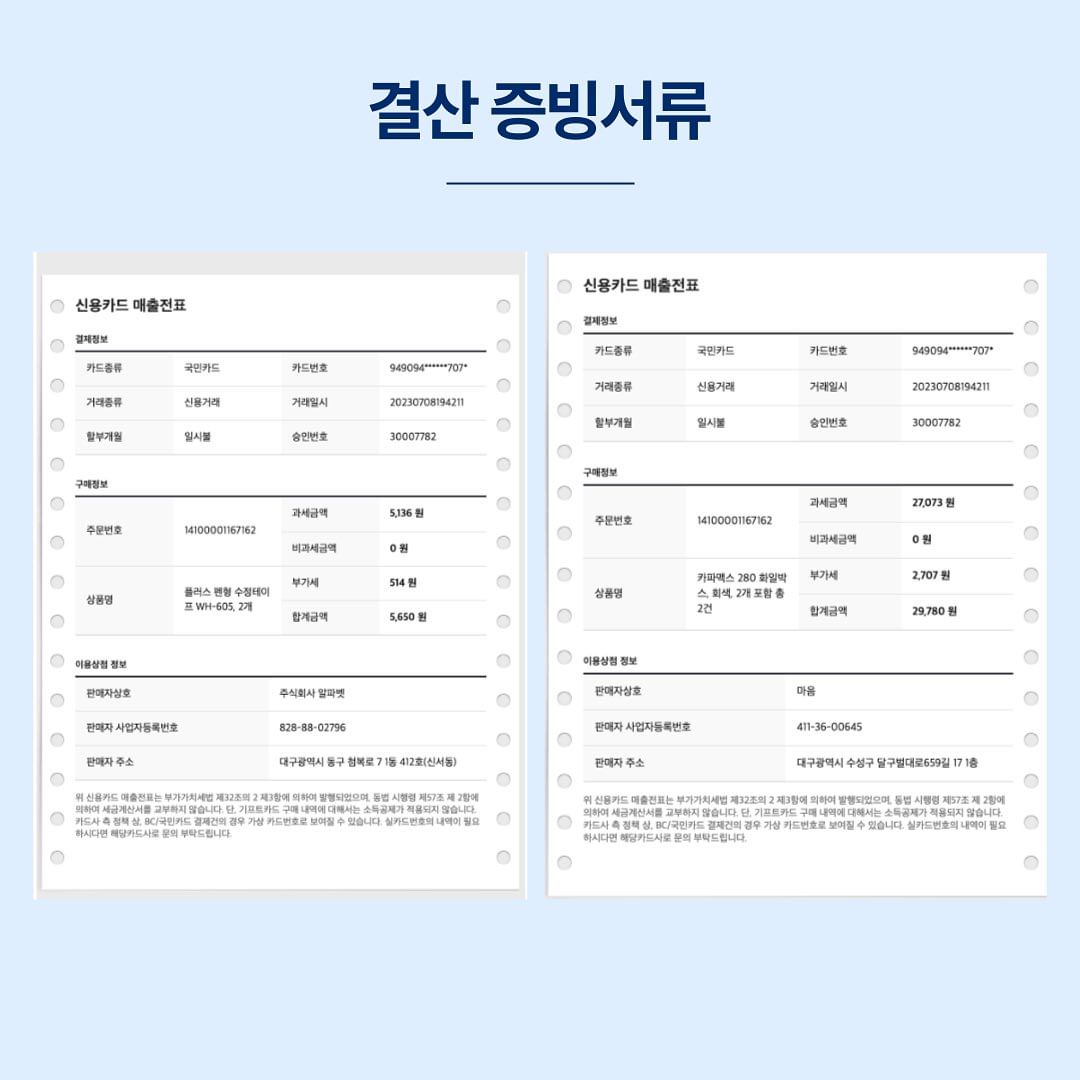 결산 증빙서류
신용카드 매출전표
결제정보
카드종류 국민카드 카드번호 949094******707*
거래종류 신용거래 거래일시 20230708194211
할부개월 일시불 승인번호 30007782
구매정보
주문번호 14100001167162
과세금액 5,136 원
비과세금액 0 원
상품명
플러스 펜형 수정테이
프 WH-605, 2개
부가세 514 원
합계금액 5,650 원
이용상점 정보
판매자상호 주식회사 알파벳
판매자 사업자등록번호 828-88-02796
판매자 주소 대구광역시 동구 첨복로 7 1동 412호(신서동)
위 신용카드 매출전표는 부가가치세법 제32조의 2 제3항에 의하여 발행되었으며, 동법 시행령 제57조 제 2항에
의하여 세금계산서를 교부하지 않습니다. 단, 기프트카드 구매 내역에 대해서는 소득공제가 적용되지 않습니다.
카드사 측 정책 상, BC/국민카드 결제건의 경우 가상 카드번호로 보여질 수 있습니다. 실카드번호의 내역이 필요
하시다면 해당카드사로 문의 부탁드립니다.
신용카드 매출전표
결제정보
카드종류 국민카드 카드번호 949094******707*
거래종류 신용거래 거래일시 20230708194211
할부개월 일시불 승인번호 30007782
구매정보
주문번호 14100001167162
과세금액 27,073 원
비과세금액 0 원
상품명
카파맥스 280 화일박
스, 회색, 2개 포함 총
2건
부가세 2,707 원
합계금액 29,780 원
이용상점 정보
판매자상호 마음
판매자 사업자등록번호 411-36-00645
판매자 주소 대구광역시 수성구 달구벌대로659길 17 1층
위 신용카드 매출전표는 부가가치세법 제32조의 2 제3항에 의하여 발행되었으며, 동법 시행령 제57조 제 2항에
의하여 세금계산서를 교부하지 않습니다. 단, 기프트카드 구매 내역에 대해서는 소득공제가 적용되지 않습니다.
카드사 측 정책 상, BC/국민카드 결제건의 경우 가상 카드번호로 보여질 수 있습니다. 실카드번호의 내역이 필요
하시다면 해당카드사로 문의 부탁드립니다.